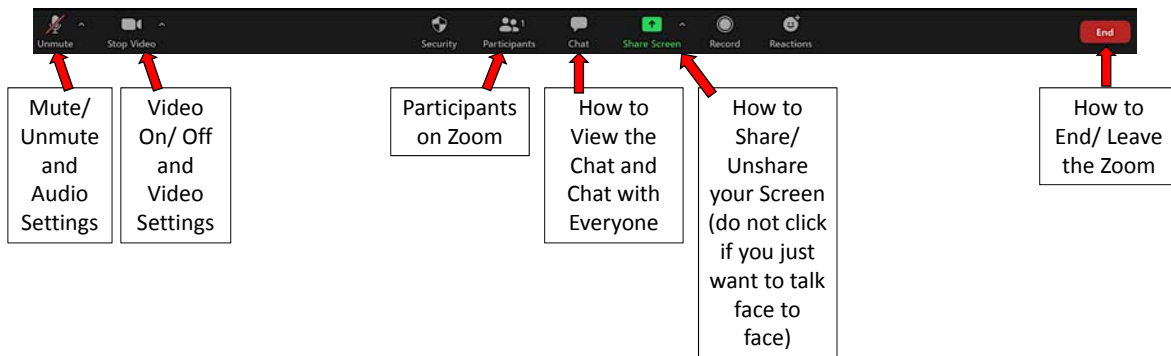 1
Unmute Stop Video Security Participants Chat Share Screen Record Reactions End
Mute/
Unmute
and
Audio
Settings
Video
On/ Off
and
Video
Settings
Participants
on Zoom
How to
View the
Chat and
Chat with
Everyone
How to
Share/
Unshare
your Screen
(do not click
if you just
want to talk
face to
face)
How to
End/ Leave
the Zoom